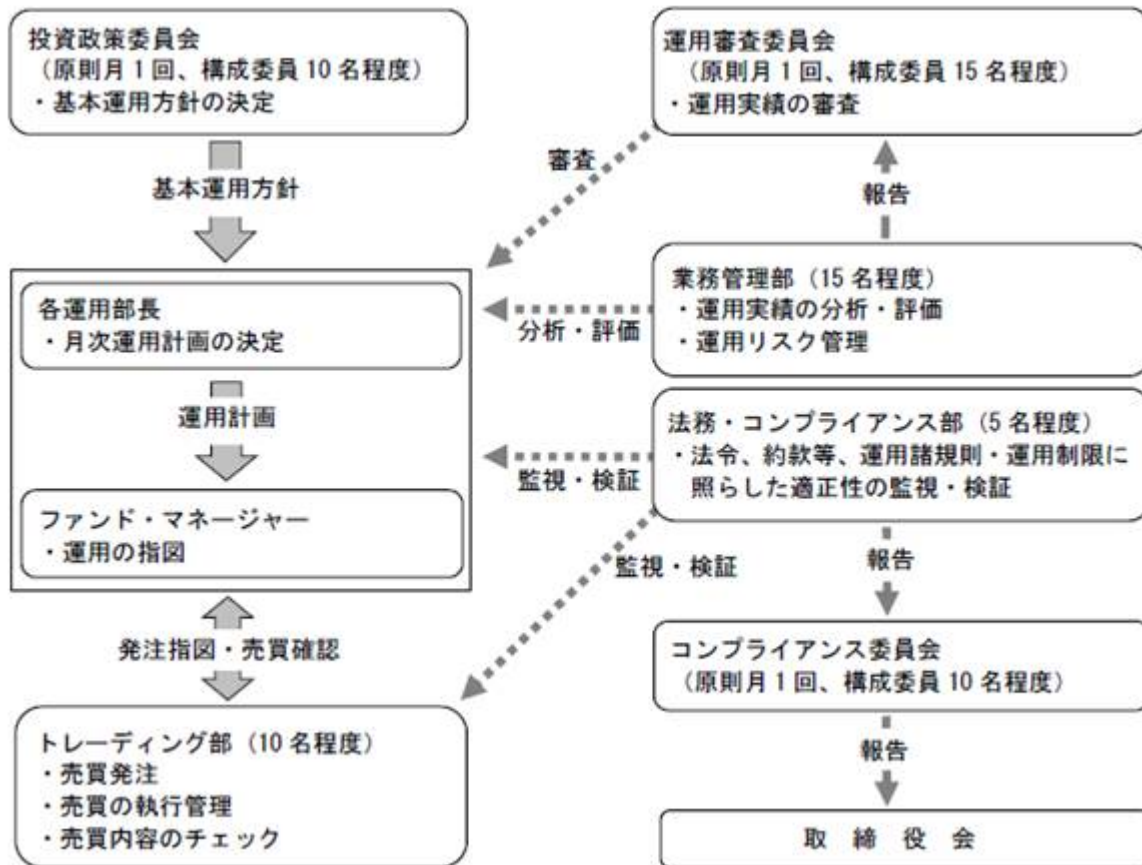 投資政策委員会
(原則月1回、構成委員10名程度)
・基本運用方針の決定
基本運用方針
各運用部長
・月次運用計画の決定
運用計画
ファンド・マネージャー
・運用の指図
発注指図・売買確認
トレーディング部(10名程度)
・売買発注
・売買の執行管理
・売買内容のチェック
運用審査委員会
(原則月1回、構成委員15名程度)
・運用実績の審査
審査
報告
業務管理部(15名程度)
・運用実績の分析・評価
・運用リスク管理
分析・評価
法務・コンプライアンス部(5名程度)
・法令、約款等、運用諸規則・運用制限に
照らした適正性の監視・検証
監視・検証
監視・検証
報告
コンプライアンス委員会
(原則月1回、構成委員10名程度)
報告
取 締 役 会